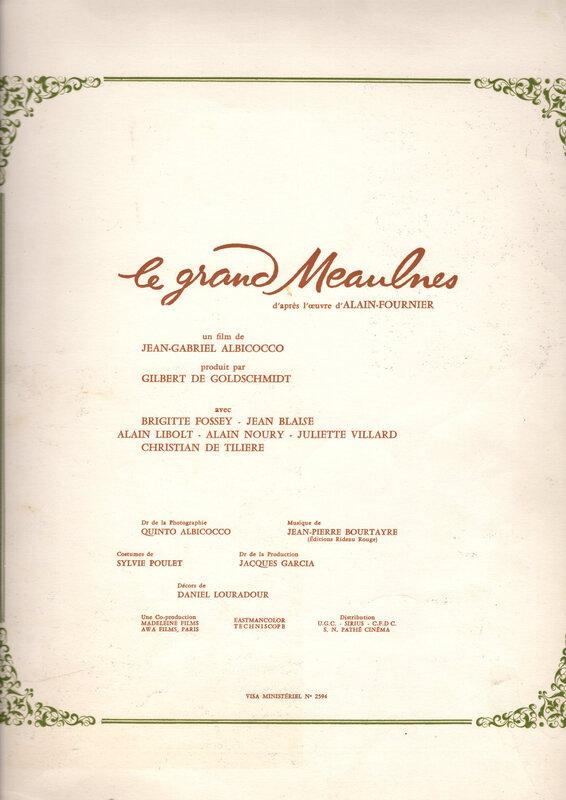 le grand Meaulnes
d'après l'œuvre d'ALAIN-FOURNIER
un film de
JEAN-GABRIEL ALBICOCCO
produit par
GILBERT DE GOLDSCHMIDT
avec
BRIGITTE FOSSEY - JEAN BLAISE
ALAIN LIBOLT - ALAIN NOURY - JULIETTE VILLARD
CHRISTIAN DE TILIERE
Dr de la Photographie
QUINTO ALBICOCCO
Musique de
JEAN-PIERRE BOURTAYRE
(Éditions Rideau Rouge)
Costumes de
SYLVIE POULET
Dr de la Production
JACQUES GARCIA
Décors de
DANIEL LOURADOUR
Une Co-production
MADELEINE FILMS
AWA FILMS, PARIS
EASTMANCOLOR
TECHNISCOPE
Distribution
U.G.C. - SIRIUS - C.F.D.C.
S. N. PATHÉ CINÉMA
VISA MINISTÉRIEL N° 2594